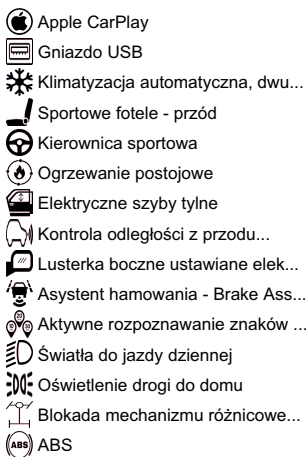 Apple CarPlay
Gniazdo USB
Klimatyzacja automatyczna, dwu...
Sportowe fotele - przód
Kierownica sportowa
Ogrzewanie postojowe
Elektryczne szyby tylne
Kontrola odległości z przodu...
Lusterka boczne ustawiane elek...
Asystent hamowania - Brake Ass...
Aktywne rozpoznawanie znaków ...
Światła do jazdy dziennej
Oświetlenie drogi do domu
Blokada mechanizmu różnicowe...
ABS ABS